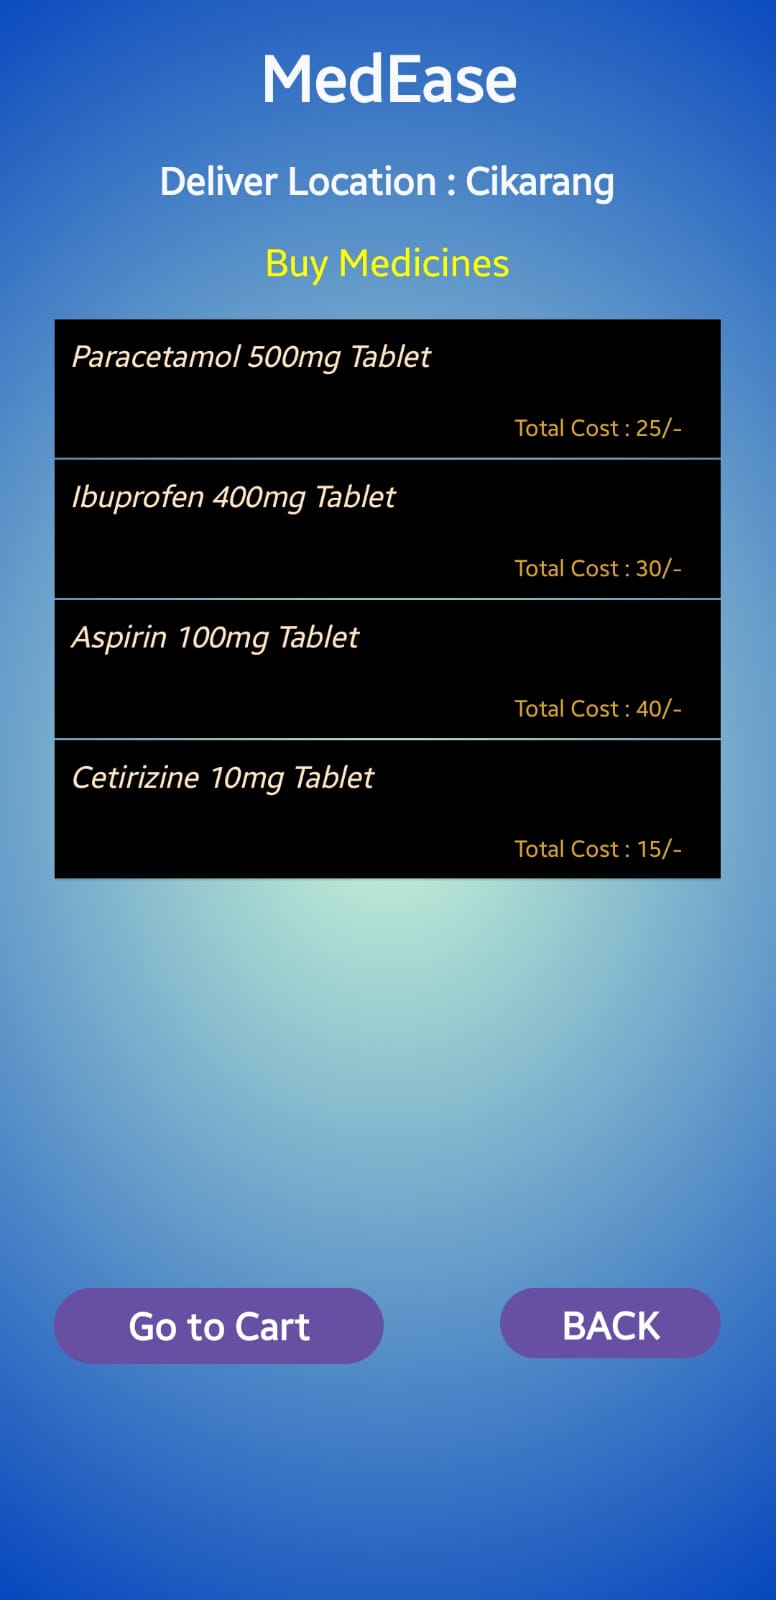 MedEase
Deliver Location : Cikarang
Buy Medicines
Paracetamol 500mg Tablet
Total Cost : 25/-
Ibuprofen 400mg Tablet
Total Cost : 30/-
Aspirin 100mg Tablet
Total Cost : 40/-
Cetirizine 10mg Tablet
Total Cost : 15/-
Go to Cart
BACK